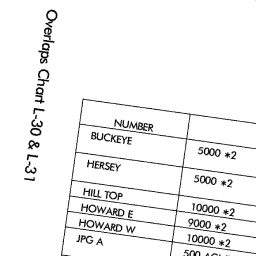 Overlaps Chart L-30 & L-31
NUMBER
BUCKEYE 5000 *2
HERSEY 5000 *2
HILL TOP 10000 *2
HOWARD E 9000 *2
HOWARD W 10000 *2
JPG A 500 AGL